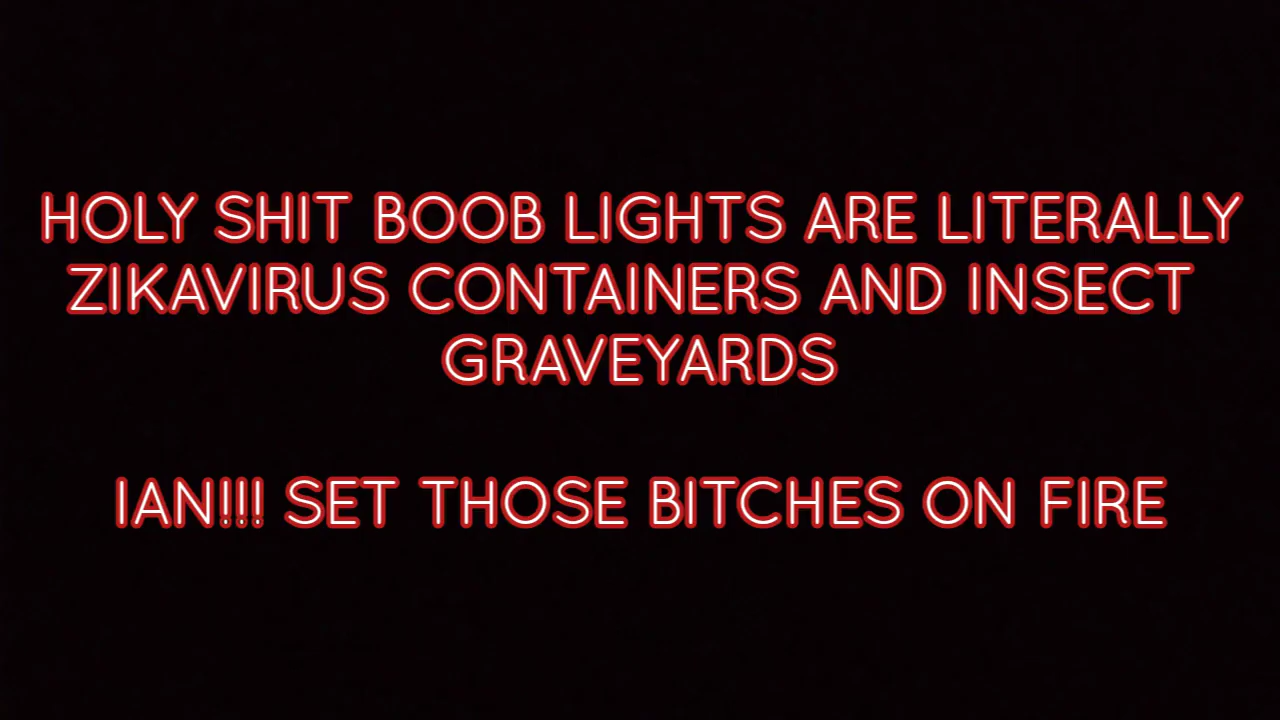 HOLY SHIT BOOB LIGHTS ARE LITERALLY
ZIKAVIRUS CONTAINERS AND INSECT
GRAVEYARDS
IAN!!! SET THOSE BITCHES ON FIRE